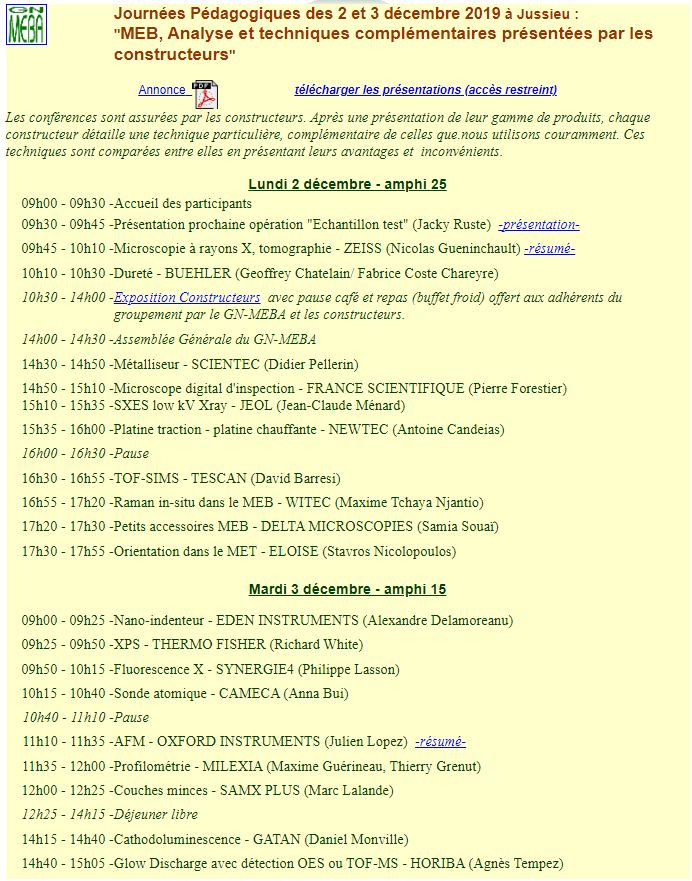 GN
MEBA
Journées Pédagogiques des 2 et 3 décembre 2019 à Jussieu :
"MEB, Analyse et techniques complémentaires présentées par les
constructeurs"
Annonce PDF télécharger les présentations (accès restreint)
Les conférences sont assurées par les constructeurs. Après une présentation de leur gamme de produits, chaque
constructeur détaille une technique particulière, complémentaire de celles que.nous utilisons couramment. Ces
techniques sont comparées entre elles en présentant leurs avantages et inconvénients.
Lundi 2 décembre - amphi 25
09h00 - 09h30 -Accueil des participants
09h30 - 09h45 -Présentation prochaine opération "Echantillon test" (Jacky Ruste) -présentation-
09h45 - 10h10 -Microscopie à rayons X, tomographie - ZEISS (Nicolas Gueninchault) -résumé-
10h10 - 10h30 -Dureté - BUEHLER (Geoffrey Chatelain/ Fabrice Coste Chareyre)
10h30 - 14h00 -Exposition Constructeurs avec pause café et repas (buffet froid) offert aux adhérents du
groupement par le GN-MEBA et les constructeurs.
14h00 - 14h30 -Assemblée Générale du GN-MEBA
14h30 - 14h50 -Métalliseur - SCIENTEC (Didier Pellerin)
14h50 - 15h10 -Microscope digital d'inspection - FRANCE SCIENTIFIQUE (Pierre Forestier)
15h10 - 15h35 -SXES low kV Xray - JEOL (Jean-Claude Ménard)
15h35 - 16h00 -Platine traction - platine chauffante - NEWTEC (Antoine Candeias)
16h00 - 16h30 -Pause
16h30 - 16h55 -TOF-SIMS - TESCAN (David Barresi)
16h55 - 17h20 -Raman in-situ dans le MEB - WITEC (Maxime Tchaya Njantio)
17h20 - 17h30 -Petits accessoires MEB - DELTA MICROSCOPIES (Samia Souaï)
17h30 - 17h55 -Orientation dans le MET - ELOISE (Stavros Nicolopoulos)
Mardi 3 décembre - amphi 15
09h00 - 09h25 -Nano-indenteur - EDEN INSTRUMENTS (Alexandre Delamoreanu)
09h25 - 09h50 -XPS - THERMO FISHER (Richard White)
09h50 - 10h15 -Fluorescence X - SYNERGIE4 (Philippe Lasson)
10h15 - 10h40 -Sonde atomique - CAMECA (Anna Bui)
10h40 - 11h10 -Pause
11h10 - 11h35 -AFM - OXFORD INSTRUMENTS (Julien Lopez) -résumé-
11h35 - 12h00 -Profilométrie - MILEXIA (Maxime Guérineau, Thierry Grenut)
12h00 - 12h25 -Couches minces - SAMX PLUS (Marc Lalande)
12h25 - 14h15 -Déjeuner libre
14h15 - 14h40 -Cathodoluminescence - GATAN (Daniel Monville)
14h40 - 15h05 -Glow Discharge avec détection OES ou TOF-MS - HORIBA (Agnès Tempez)